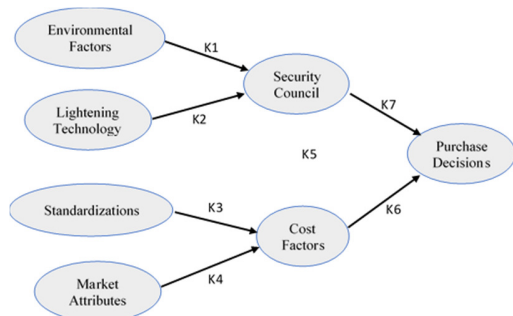 Environmental
Factors
K1
Security
Council
Lightening
Technology
K2
K7
K5
Purchase
Decisions
Standardizations
K3
Cost
Factors
K6
Market
Attributes
K4